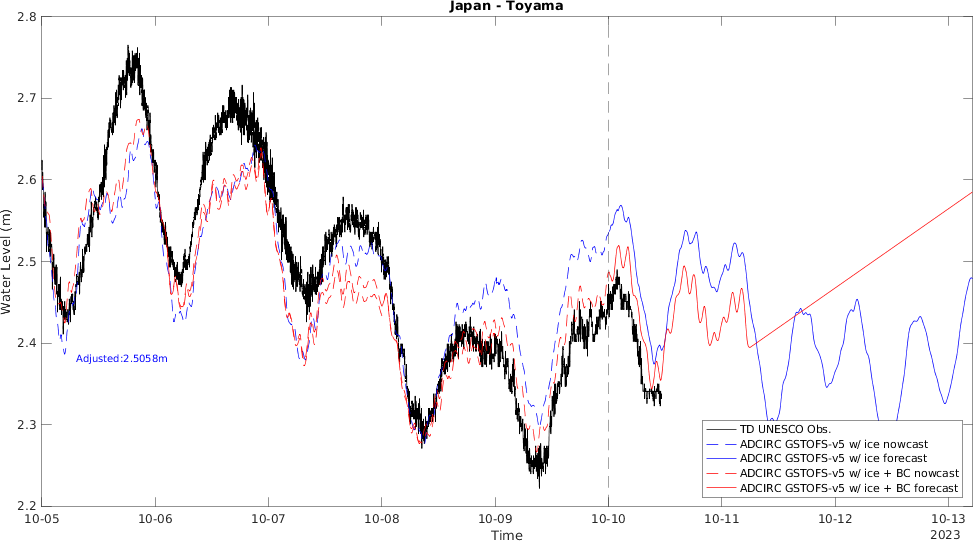 Japan - Toyama
2.8
2.7
2.6
2.5
2.4
2.3
2.2
Water Level (m)
Adjusted:2.5058m
TD UNESCO Obs.
ADCIRC GSTOFS-v5 w/ ice nowcast
ADCIRC GSTOFS-v5 w/ ice forecast
ADCIRC GSTOFS-v5 w/ ice + BC nowcast
ADCIRC GSTOFS-v5 w/ ice + BC forecast
10-05 10-06 10-07 10-08 10-09 10-10 10-11 10-12 10-13
Time 2023